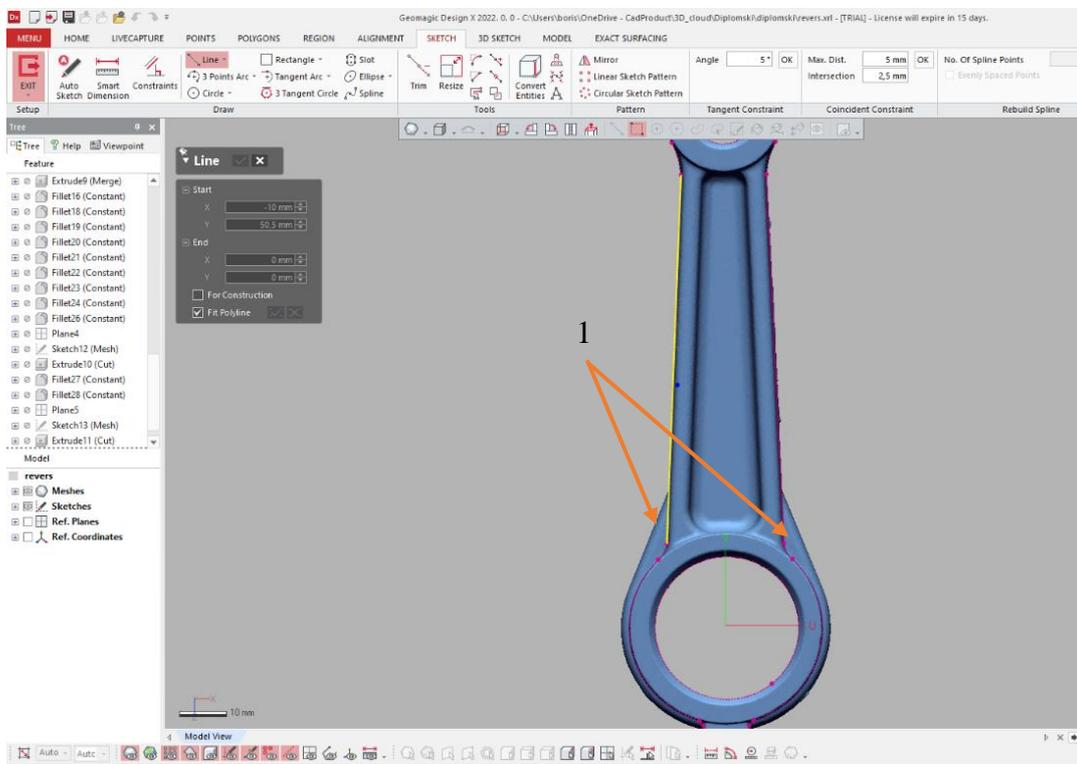 Geomagic Design X 2022. 0. 0 - C:\Users\boris\OneDrive - CadProduct\3D_cloud\Diplomski\diplomski\revers.xrl - [TRIAL] - License will expire in 15 days.
MENU HOME LIVECAPTURE POINTS POLYGONS REGION ALIGNMENT SKETCH 3D SKETCH MODEL EXACT SURFACING
EXIT
Auto Sketch
Smart Dimension
Constraints
Line Rectangle Slot
3 Points Arc Tangent Arc Ellipse
Circle 3 Tangent Circle Spline
Trim
Resize
Convert Entities
Mirror
Linear Sketch Pattern
Circular Sketch Pattern
Angle 5° OK
Max. Dist. 5 mm OK
Intersection 2,5 mm
No. Of Spline Points
Evenly Spaced Points
Setup Draw Tools Pattern Tangent Constraint Coincident Constraint Rebuild Spline
Tree
Tree Help Viewpoint
Feature
Extrude9 (Merge)
Fillet16 (Constant)
Fillet18 (Constant)
Fillet19 (Constant)
Fillet20 (Constant)
Fillet21 (Constant)
Fillet22 (Constant)
Fillet23 (Constant)
Fillet24 (Constant)
Fillet26 (Constant)
Plane4
Sketch12 (Mesh)
Extrude10 (Cut)
Fillet27 (Constant)
Fillet28 (Constant)
Plane5
Sketch13 (Mesh)
Extrude11 (Cut)
Model
revers
Meshes
Sketches
Ref. Planes
Ref. Coordinates
Line
Start
X -10 mm
Y 50,5 mm
End
X 0 mm
Y 0 mm
For Construction
Fit Polyline
1
10 mm
Model View
Auto Autc